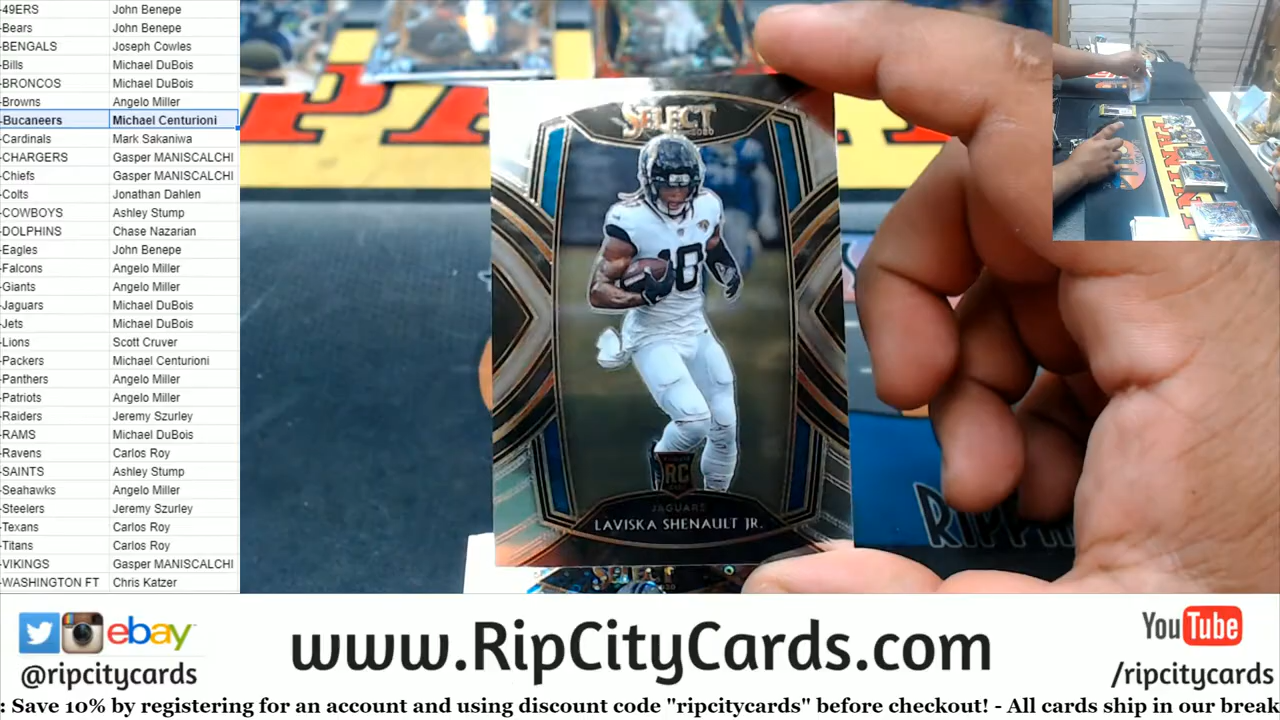 -49ERS John Benepe
-Bears John Benepe
-BENGALS Joseph Cowles
-Bills Michael DuBois
-BRONCOS Michael DuBois
-Browns Angelo Miller
-Bucaneers Michael Centurioni
-Cardinals Mark Sakaniwa
-CHARGERS Gasper MANISCALCHI
-Chiefs Gasper MANISCALCHI
-Colts Jonathan Dahlen
-COWBOYS Ashley Stump
-DOLPHINS Chase Nazarian
-Eagles John Benepe
-Falcons Angelo Miller
-Giants Angelo Miller
-Jaguars Michael DuBois
-Jets Michael DuBois
-Lions Scott Cruver
-Packers Michael Centurioni
-Panthers Angelo Miller
-Patriots Angelo Miller
-Raiders Jeremy Szurley
-RAMS Michael DuBois
-Ravens Carlos Roy
-SAINTS Ashley Stump
-Seahawks Angelo Miller
-Steelers Jeremy Szurley
-Texans Carlos Roy
-Titans Carlos Roy
-VIKINGS Gasper MANISCALCHI
-WASHINGTON FT Chris Katzer
SELECT
10
RC
JAGUARS
LAVISKA SHENAULT JR.
SELECT
PANINI
ebay
@ripcitycards
www.RipCityCards.com
YouTube
/ripcitycards
: Save 10% by registering for an account and using discount code "ripcitycards" before checkout! - All cards ship in our break